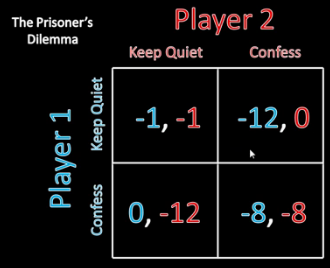 The Prisoner's
Dilemma
Player 2
Keep Quiet Confess
Player 1
Keep Quiet
-1, -1 -12, 0
Confess
0, -12 -8, -8